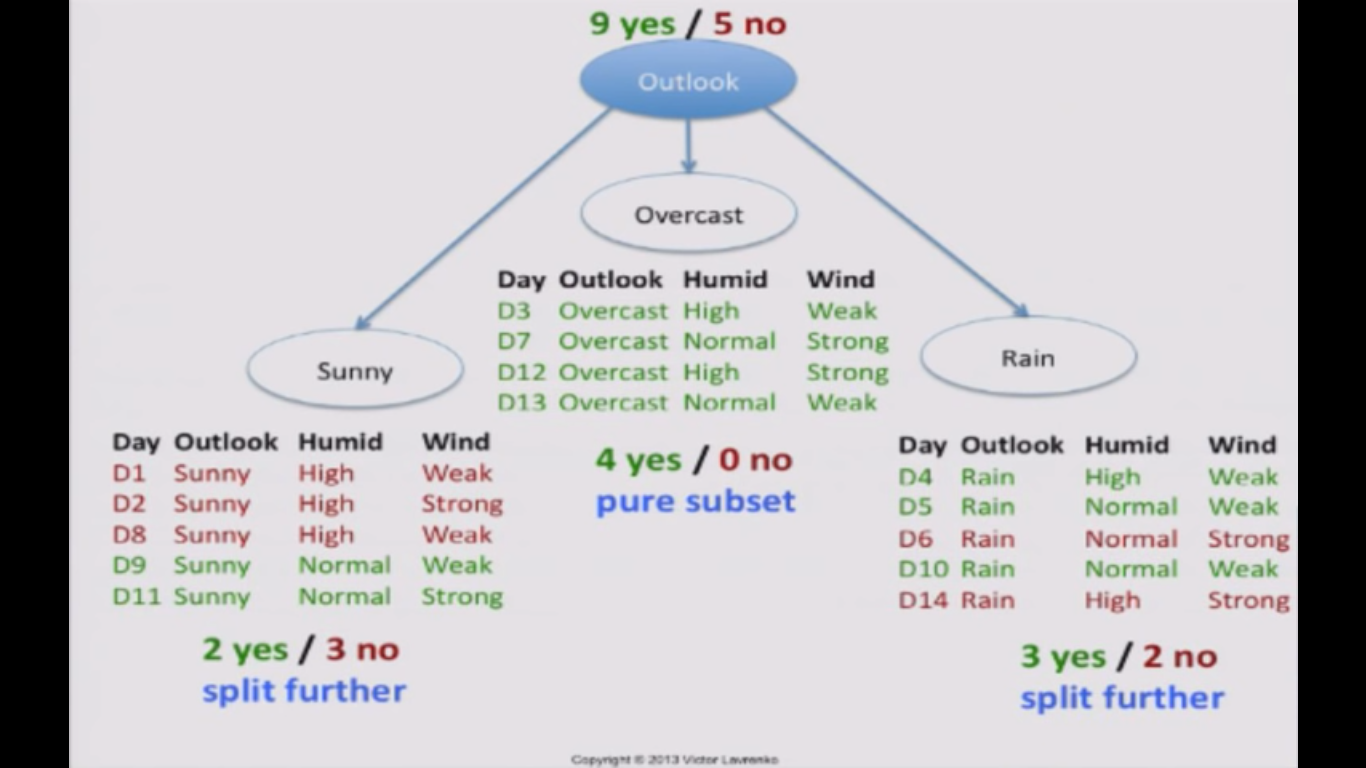 9 yes / 5 no
Outlook
Overcast
Day Outlook Humid Wind
D3 Overcast High Weak
D7 Overcast Normal Strong
D12 Overcast High Strong
D13 Overcast Normal Weak
4 yes / 0 no
pure subset
Sunny
Day Outlook Humid Wind
D1 Sunny High Weak
D2 Sunny High Strong
D8 Sunny High Weak
D9 Sunny Normal Weak
D11 Sunny Normal Strong
2 yes / 3 no
split further
Rain
Day Outlook Humid Wind
D4 Rain High Weak
D5 Rain Normal Weak
D6 Rain Normal Strong
D10 Rain Normal Weak
D14 Rain High Strong
3 yes / 2 no
split further
Copyright © 2013 Victor Lavrenko